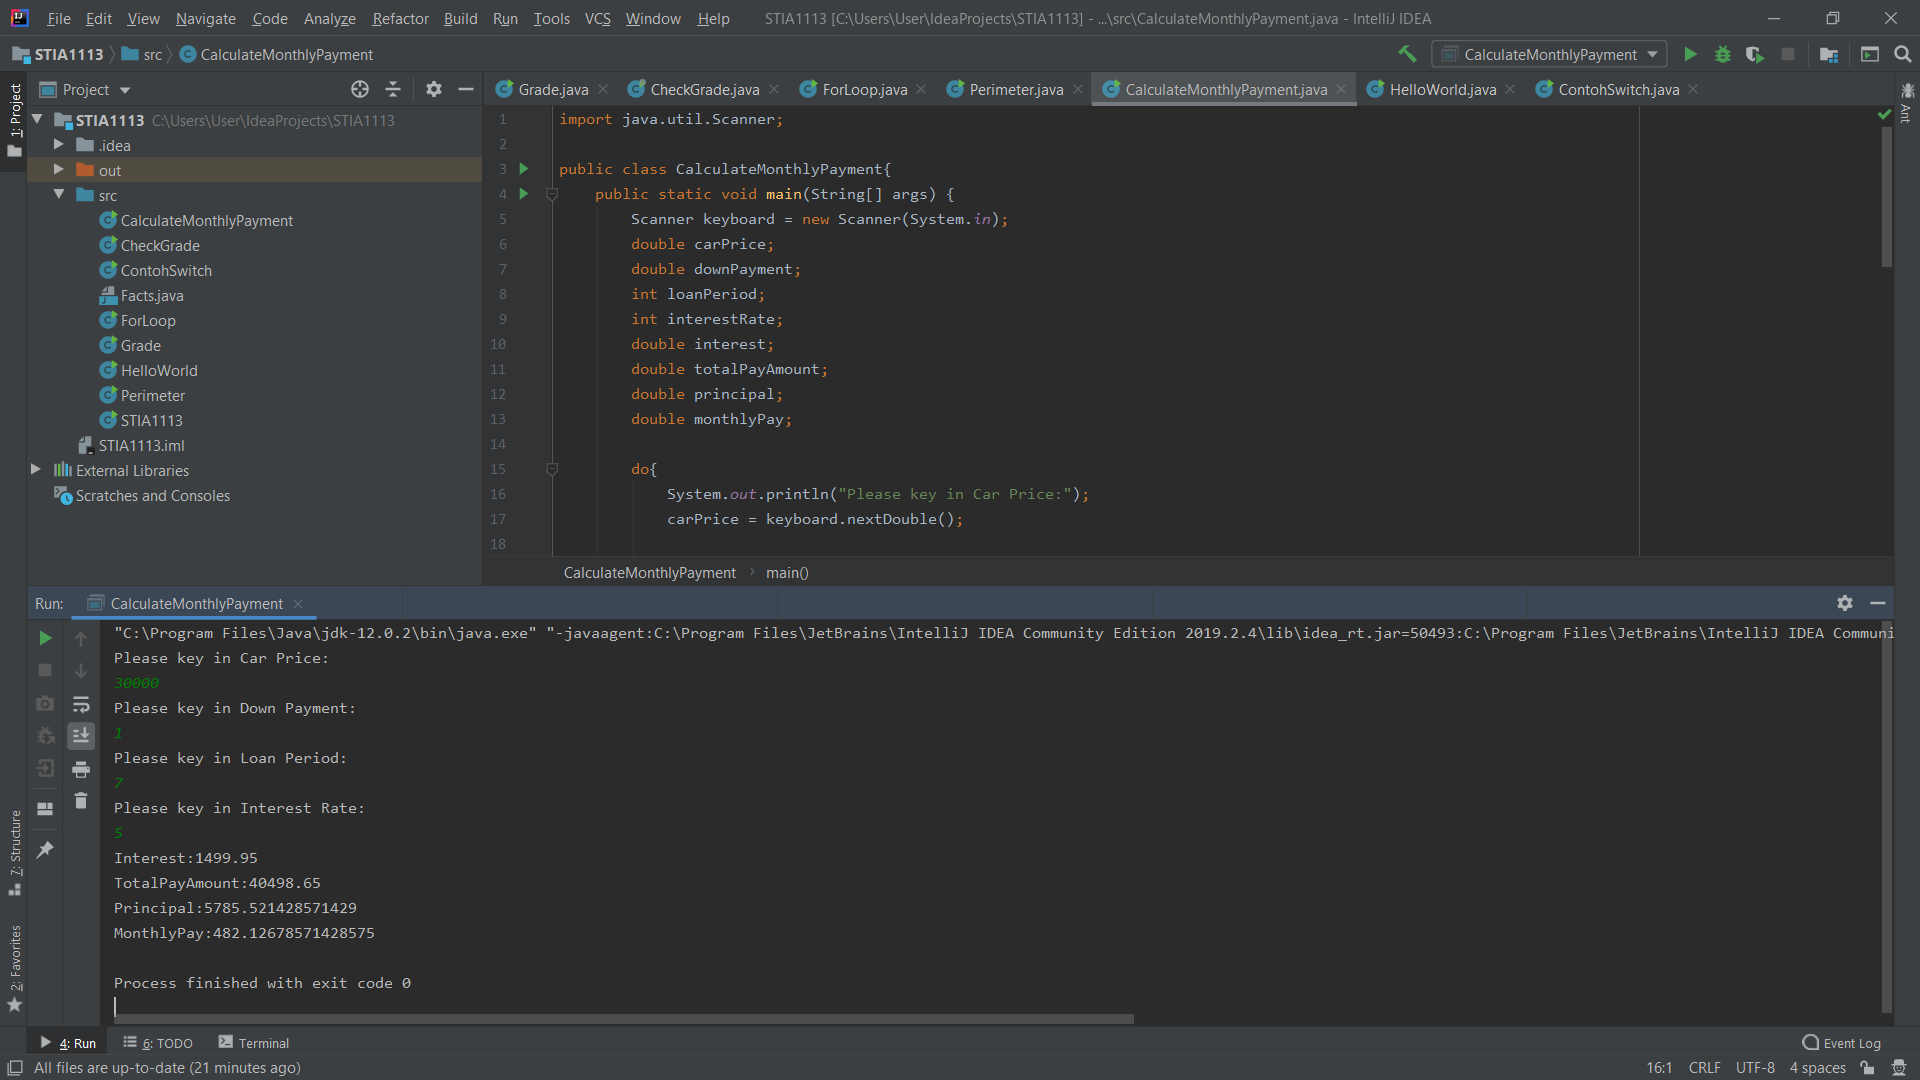 File Edit View Navigate Code Analyze Refactor Build Run Tools VCS Window Help STIA1113 [C:\Users\User\IdeaProjects\STIA1113] - ...\src\CalculateMonthlyPayment.java - IntelliJ IDEA
STIA1113 src CalculateMonthlyPayment CalculateMonthlyPayment
Project
Grade.java CheckGrade.java ForLoop.java Perimeter.java CalculateMonthlyPayment.java HelloWorld.java ContohSwitch.java
1: Project
Ant
STIA1113 C:\Users\User\IdeaProjects\STIA1113
.idea
out
src
CalculateMonthlyPayment
CheckGrade
ContohSwitch
Facts.java
ForLoop
Grade
HelloWorld
Perimeter
STIA1113
STIA1113.iml
External Libraries
Scratches and Consoles
1 import java.util.Scanner;
2
3 public class CalculateMonthlyPayment{
4 public static void main(String[] args) {
5 Scanner keyboard = new Scanner(System.in);
6 double carPrice;
7 double downPayment;
8 int loanPeriod;
9 int interestRate;
10 double interest;
11 double totalPayAmount;
12 double principal;
13 double monthlyPay;
14
15 do{
16 System.out.println("Please key in Car Price:");
17 carPrice = keyboard.nextDouble();
18
CalculateMonthlyPayment main()
Run: CalculateMonthlyPayment
"C:\Program Files\Java\jdk-12.0.2\bin\java.exe" "-javaagent:C:\Program Files\JetBrains\IntelliJ IDEA Community Edition 2019.2.4\lib\idea_rt.jar=50493:C:\Program Files\JetBrains\IntelliJ IDEA Communi
Please key in Car Price:
30000
Please key in Down Payment:
1
Please key in Loan Period:
7
Please key in Interest Rate:
5
Interest:1499.95
TotalPayAmount:40498.65
Principal:5785.521428571429
MonthlyPay:482.12678571428575
Process finished with exit code 0
7: Structure
2: Favorites
4: Run 6: TODO Terminal Event Log
All files are up-to-date (21 minutes ago) 16:1 CRLF UTF-8 4 spaces